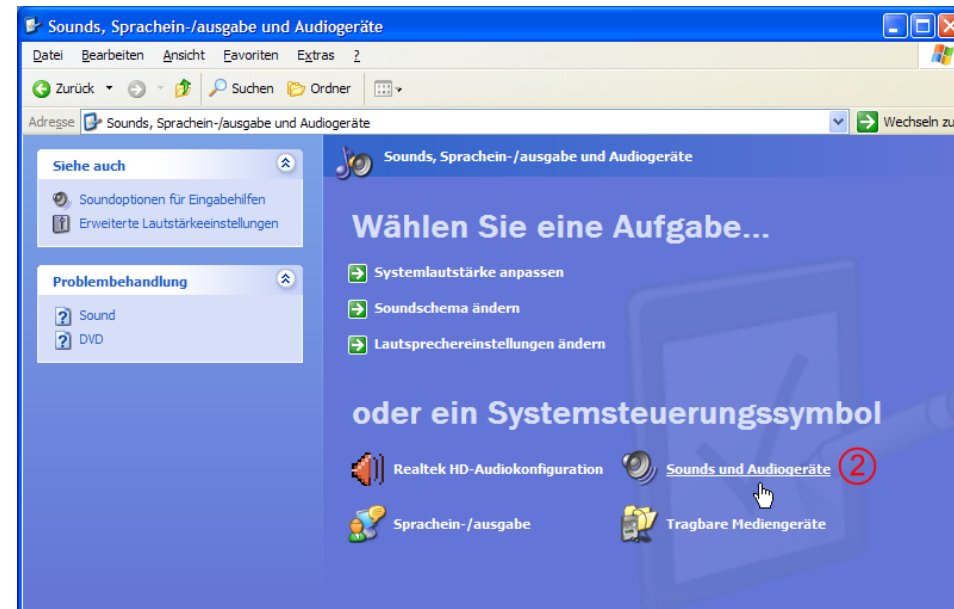 Sounds, Sprachein-/ausgabe und Audiogeräte
Datei Bearbeiten Ansicht Favoriten Extras ?
Zurück Suchen Ordner
Adresse Sounds, Sprachein-/ausgabe und Audiogeräte Wechseln zu
Siehe auch
Soundoptionen für Eingabehilfen
Erweiterte Lautstärkeeinstellungen
Problembehandlung
Sound
DVD
Sounds, Sprachein-/ausgabe und Audiogeräte
Wählen Sie eine Aufgabe...
Systemlautstärke anpassen
Soundschema ändern
Lautsprechereinstellungen ändern
oder ein Systemsteuerungssymbol
Realtek HD-Audiokonfiguration Sounds und Audiogeräte 2
Sprachein-/ausgabe Tragbare Mediengeräte